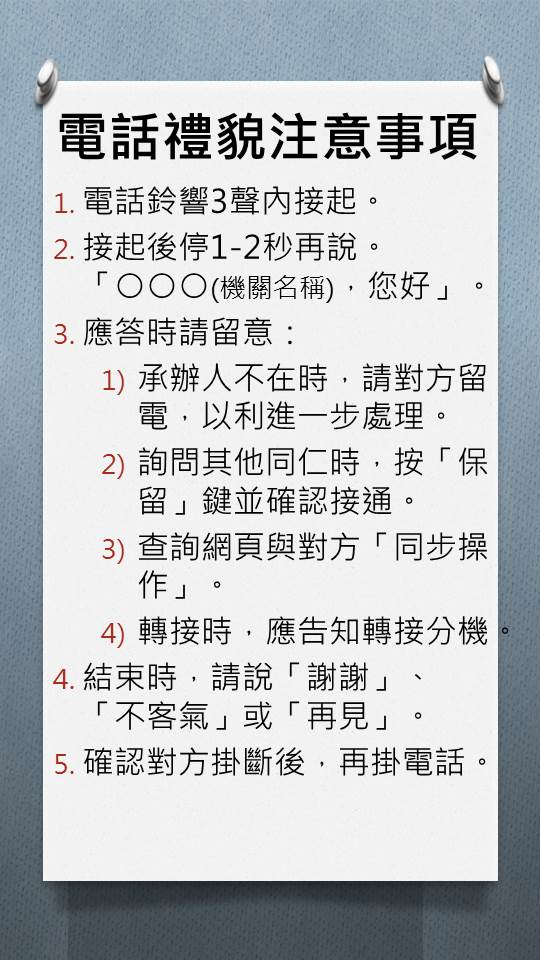 電話禮貌注意事項
1. 電話鈴響3聲內接起。
2. 接起後停1-2秒再說。
「○○○(機關名稱)，您好」。
3. 應答時請留意：
1) 承辦人不在時，請對方留
電，以利進一步處理。
2) 詢問其他同仁時，按「保
留」鍵並確認接通。
3) 查詢網頁與對方「同步操
作」。
4) 轉接時，應告知轉接分機。
4. 結束時，請說「謝謝」、
「不客氣」或「再見」。
5. 確認對方掛斷後，再掛電話。